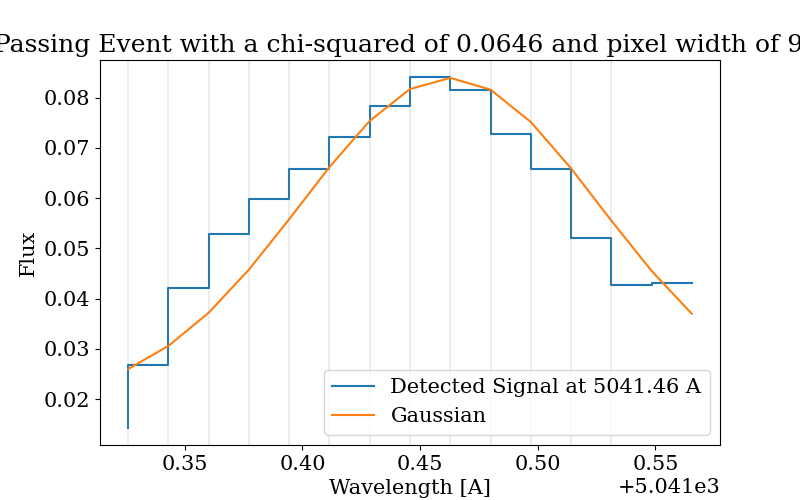 Passing Event with a chi-squared of 0.0646 and pixel width of 9
0.08
0.07
0.06
0.05
0.04
0.03
0.02
Flux
Detected Signal at 5041.46 A
Gaussian
0.35 0.40 0.45 0.50 0.55
Wavelength [A]
+5.041e3